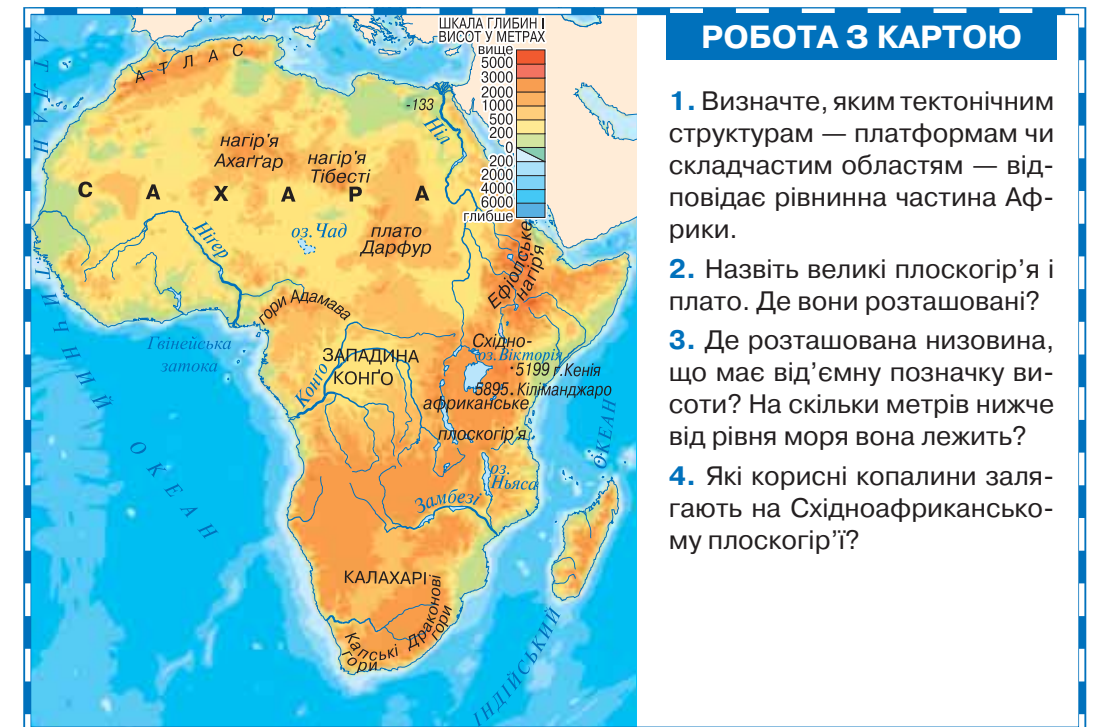 ШКАЛА ГЛИБИН І
ВИСОТ У МЕТРАХ
вище
5000
3000
2000
1000
500
200
0
200
2000
4000
6000
глибше
АТЛАС
-133
Ніл
нагір'я
Ахаґґар
нагір'я
Тібесті
САХАРА
Нігер
оз. Чад
плато
Дарфур
Ефіопське
нагір'я
гори Адамава
Гвінейська
затока
ЗАПАДИНА
КОНҐО
Конґо
Східно-
оз.Вікторія
5199 г.Кенія
5895.Кіліманджаро
африканське
плоскогір'я
оз.
Ньяса
Замбезі
КАЛАХАРІ
Драконові
гори
Капські
гори
АТЛАНТИЧНИЙ
ОКЕАН
ІНДІЙСЬКИЙ
ОКЕАН
РОБОТА З КАРТОЮ
1. Визначте, яким тектонічним
структурам — платформам чи
складчастим областям — від-
повідає рівнинна частина Аф-
рики.
2. Назвіть великі плоскогір’я і
плато. Де вони розташовані?
3. Де розташована низовина,
що має від’ємну позначку ви-
соти? На скільки метрів нижче
від рівня моря вона лежить?
4. Які корисні копалини заля-
гають на Східноафрикансько-
му плоскогір’ї?